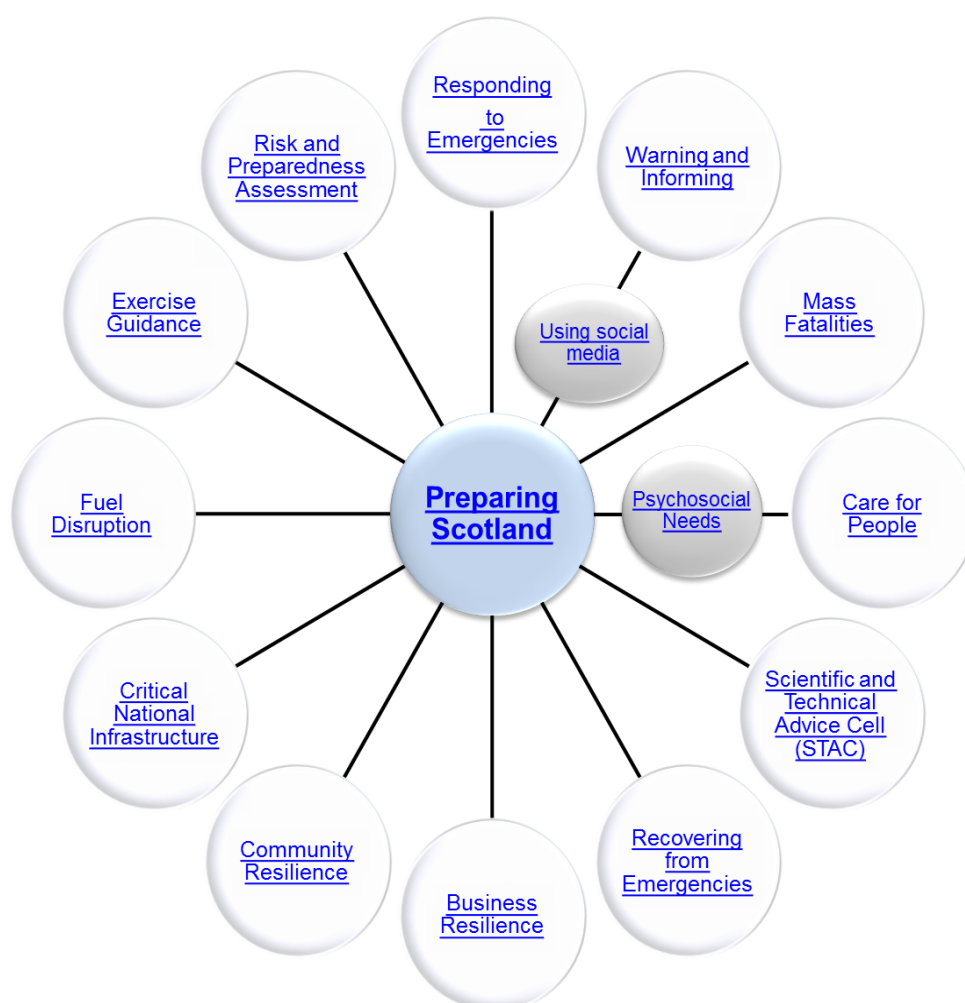 Responding
to
Emergencies
Risk and
Preparedness
Assessment
Warning and
Informing
Exercise
Guidance
Mass
Fatalities
Using social
media
Fuel
Disruption
Preparing
Scotland
Psychosocial
Needs
Care for
People
Critical
National
Infrastructure
Scientific and
Technical
Advice Cell
(STAC)
Community
Resilience
Recovering
from
Emergencies
Business
Resilience